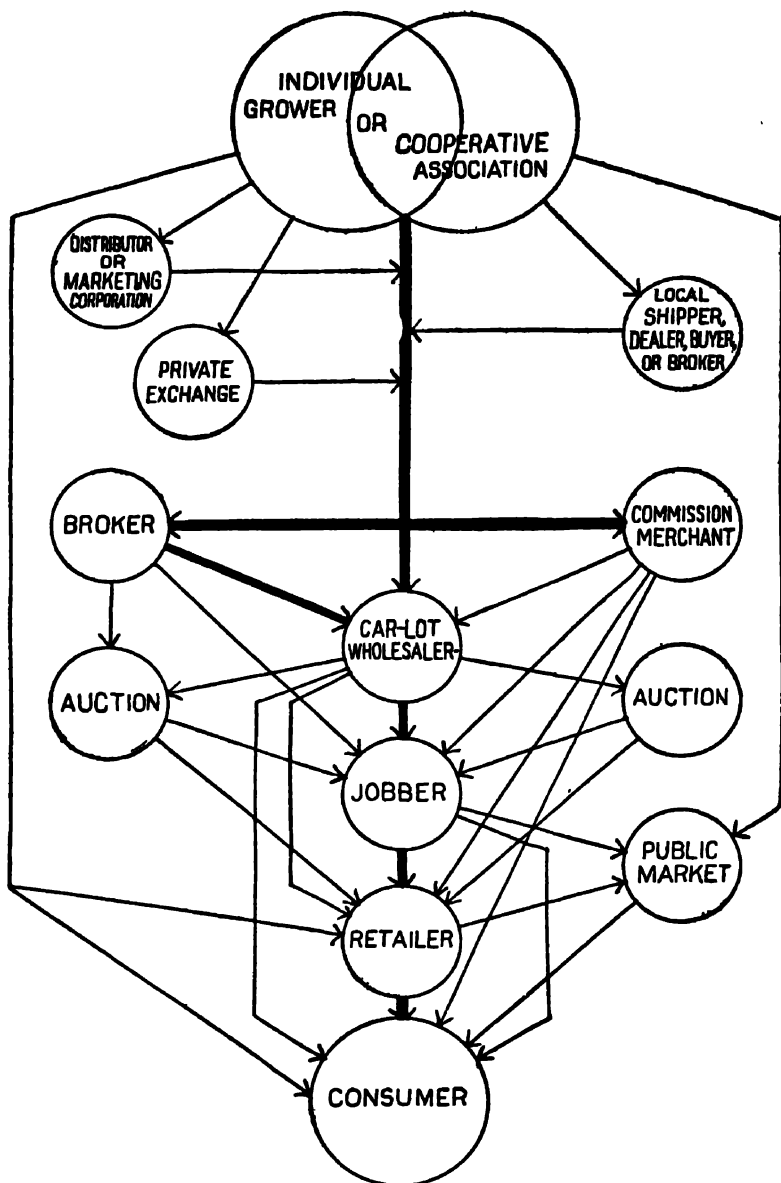 INDIVIDUAL
GROWER OR
COOPERATIVE
ASSOCIATION
DISTRIBUTOR
OR
MARKETING
CORPORATION
LOCAL
SHIPPER,
DEALER, BUYER,
OR BROKER
PRIVATE
EXCHANGE
BROKER
COMMISSION
MERCHANT
CAR-LOT
WHOLESALER-
AUCTION
AUCTION
JOBBER
PUBLIC
MARKET
RETAILER
CONSUMER